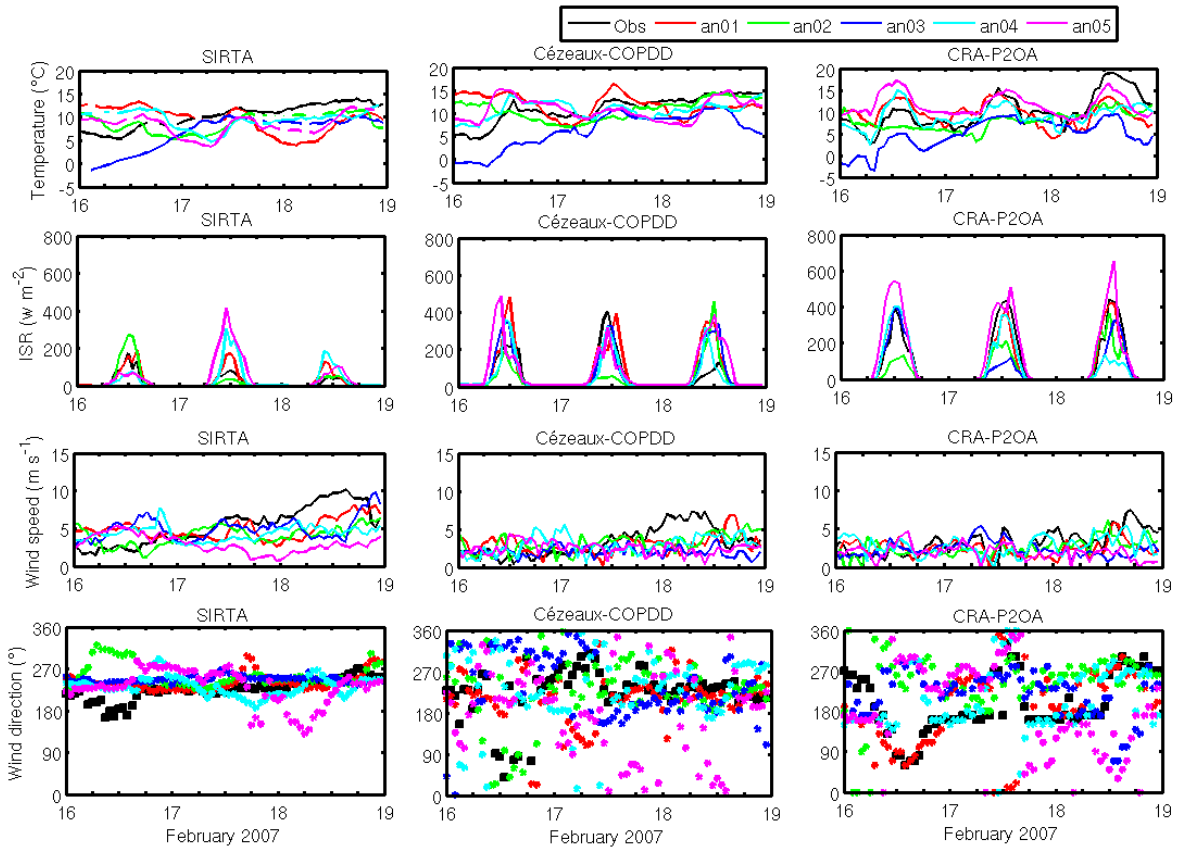 Obs an01 an02 an03 an04 an05
SIRTA Cézeaux-COPDD CRA-P2OA
Temperature (°C)
20 15 10 5 0 -5
16 17 18 19
20 15 10 5 0 -5
16 17 18 19
20 15 10 5 0 -5
16 17 18 19
SIRTA Cézeaux-COPDD CRA-P2OA
ISR (w m-2)
800 600 400 200 0
16 17 18 19
800 600 400 200 0
16 17 18 19
800 600 400 200 0
16 17 18 19
SIRTA Cézeaux-COPDD CRA-P2OA
Wind speed (m s-1)
15 10 5 0
16 17 18 19
15 10 5 0
16 17 18 19
15 10 5 0
16 17 18 19
SIRTA Cézeaux-COPDD CRA-P2OA
Wind direction (°)
360 270 180 90 0
16 17 18 19
360 270 180 90 0
16 17 18 19
360 270 180 90 0
16 17 18 19
February 2007 February 2007 February 2007